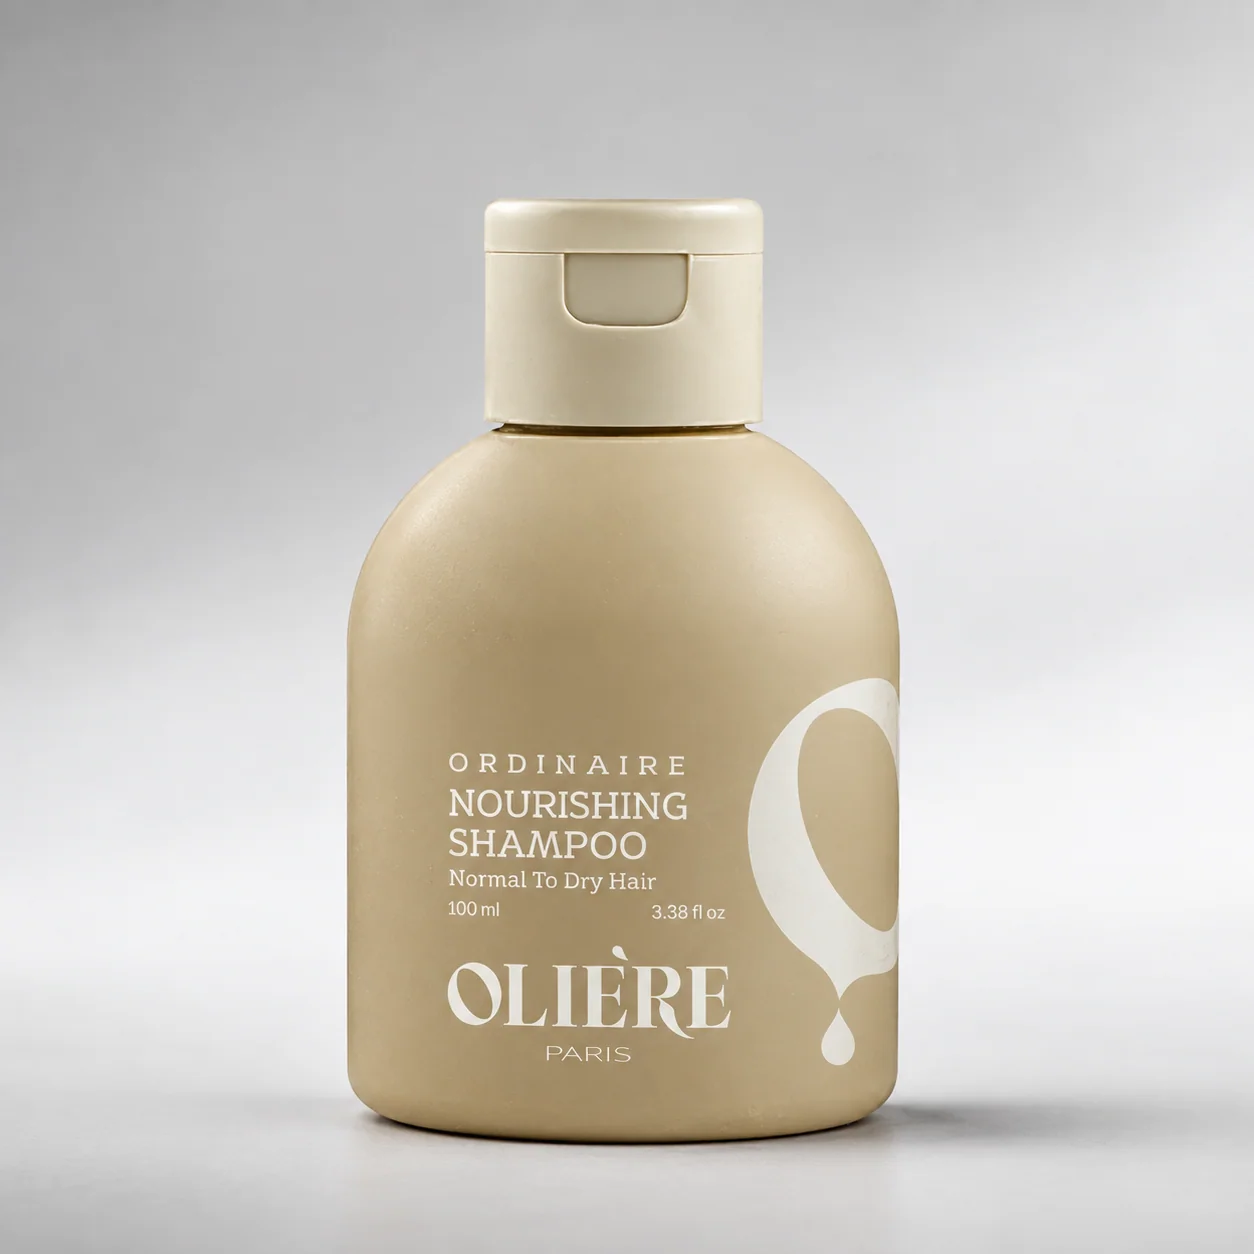 ORDINAIRE
NOURISHING
SHAMPOO
Normal To Dry Hair
100 ml 3.38 fl oz
OLIÈRE
PARIS